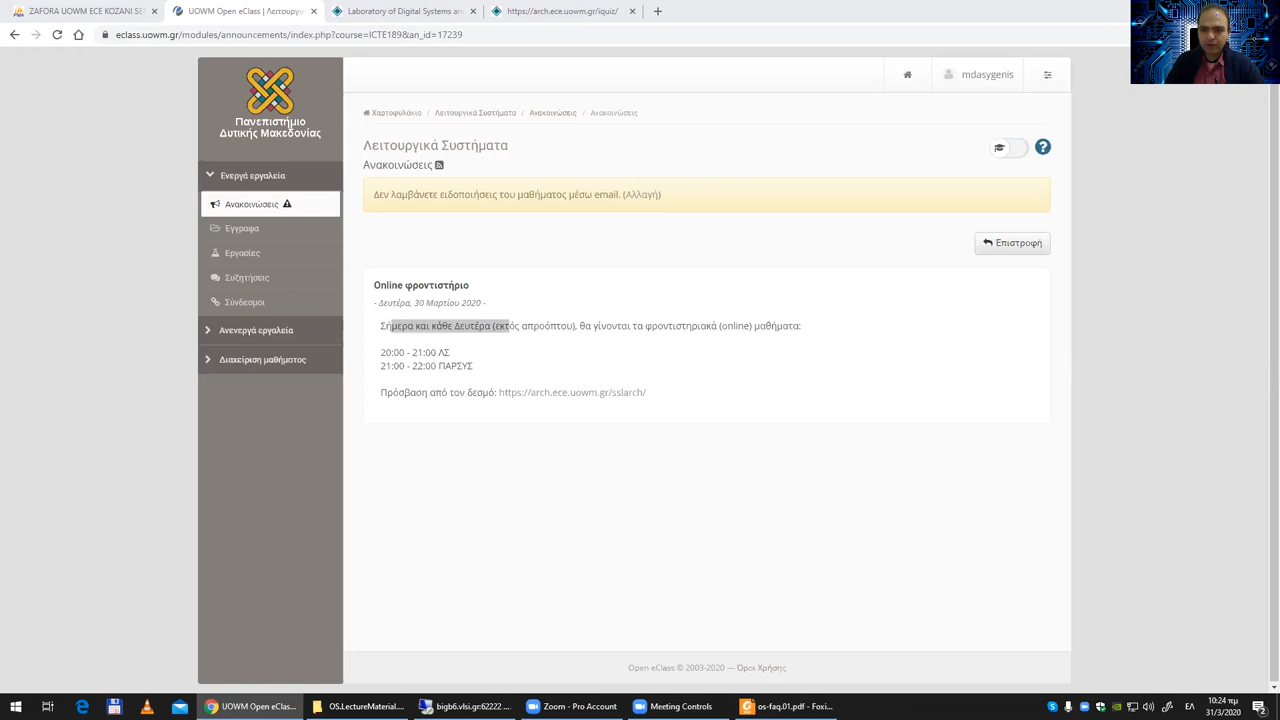 ZAFORA UOWM ECE KOZANI SE
UOWM Open eClass | Λειτουργικ
Laboratory of Digital Systems an
https://arch.ece.uowm.gr/iquiz/
eclass.uowm.gr/modules/announcements/index.php?course=ICTE189&an_id=17239
Πανεπιστήμιο
Δυτικής Μακεδονίας
mdasygenis
Χαρτοφυλάκιο / Λειτουργικά Συστήματα / Ανακοινώσεις / Ανακοινώσεις
Λειτουργικά Συστήματα
Ανακοινώσεις
Ενεργά εργαλεία
Ανακοινώσεις
Έγγραφα
Εργασίες
Συζητήσεις
Σύνδεσμοι
Ανενεργά εργαλεία
Διαχείριση μαθήματος
Δεν λαμβάνετε ειδοποιήσεις του μαθήματος μέσω email. (Αλλαγή)
Επιστροφή
Online φροντιστήριο
- Δευτέρα, 30 Μαρτίου 2020 -
Σήμερα και κάθε Δευτέρα (εκτός απροόπτου), θα γίνονται τα φροντιστηριακά (online) μαθήματα:
20:00 - 21:00 ΛΣ
21:00 - 22:00 ΠΑΡΣΥΣ
Πρόσβαση από τον δεσμό: https://arch.ece.uowm.gr/sslarch/
Open eClass © 2003-2020 — Όροι Χρήσης
UOWM Open eClas...
OS.LectureMaterial....
bigb6.vlsi.gr:62222 ...
Zoom - Pro Account
Meeting Controls
os-faq.01.pdf - Foxi...
ΕΛ
10:24 πμ
31/3/2020